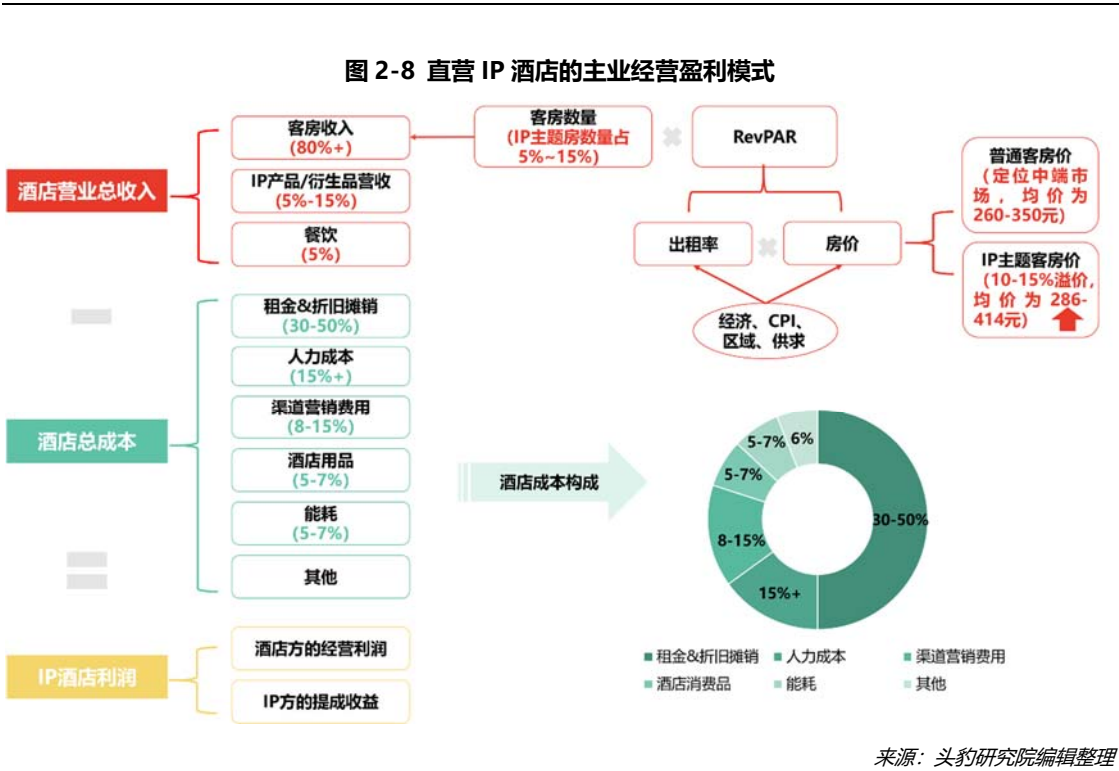 图 2-8 直营 IP 酒店的主业经营盈利模式
酒店营业总收入
客房收入
(80%+)
IP产品/衍生品营收
(5%-15%)
餐饮
(5%)
客房数量
(IP主题房数量占
5%~15%)
RevPAR
出租率
房价
经济、CPI、
区域、供求
普通客房价
(定位中端市
场，均价为
260-350元)
IP主题客房价
(10-15%溢价,
均价为286-
414元)
酒店总成本
租金&折旧摊销
(30-50%)
人力成本
(15%+)
渠道营销费用
(8-15%)
酒店用品
(5-7%)
能耗
(5-7%)
其他
酒店成本构成
5-7%
6%
5-7%
8-15%
15%+
30-50%
租金&折旧摊销 人力成本 渠道营销费用
酒店消费品 能耗 其他
IP酒店利润
酒店方的经营利润
IP方的提成收益
来源：头豹研究院编辑整理